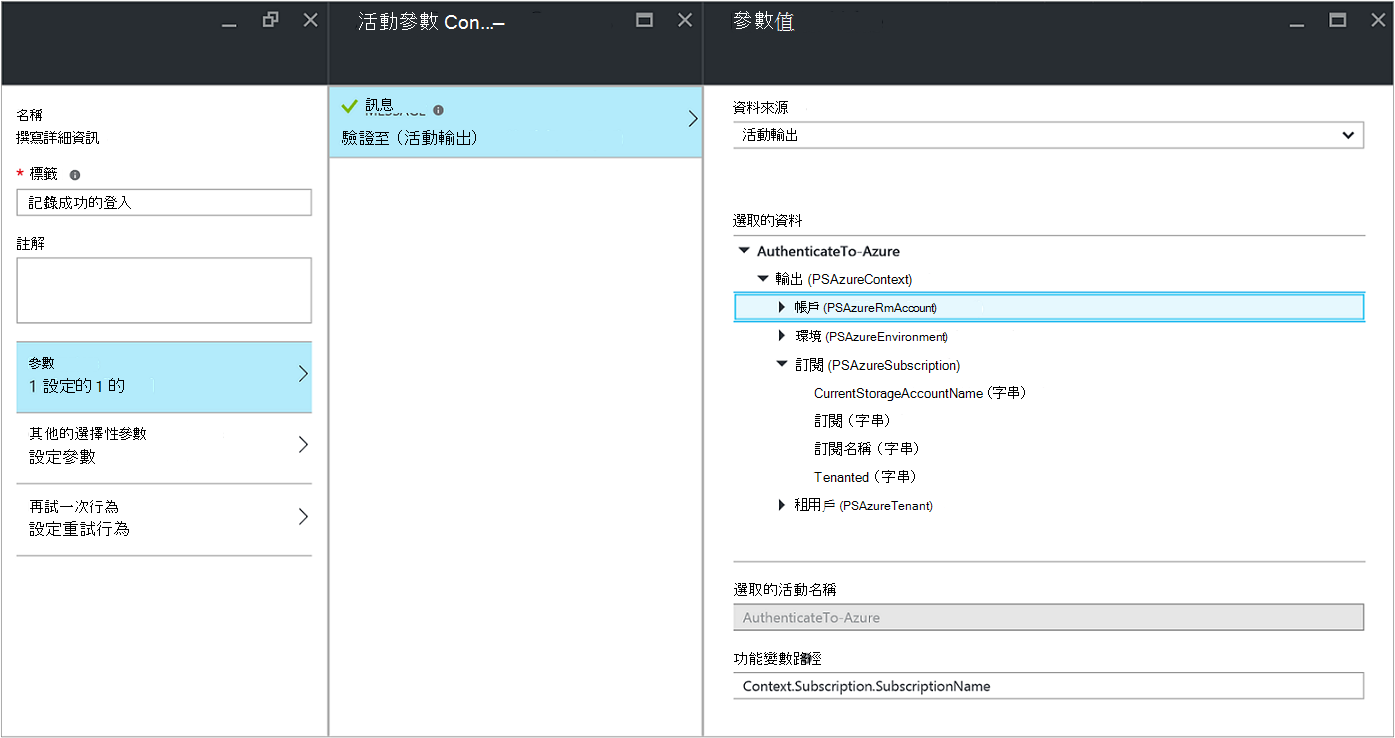 活動參數 Con...–
參數值
名稱
撰寫詳細資訊
* 標籤
記錄成功的登入
註解
參數
1 設定的 1 的
其他的選擇性參數
設定參數
再試一次行為
設定重試行為
訊息
MESSAGE
驗證至（活動輸出）
資料來源
活動輸出
選取的資料
AuthenticateTo-Azure
輸出 (PSAzureContext)
帳戶 (PSAzureRmAccount)
環境 (PSAzureEnvironment)
訂閱 (PSAzureSubscription)
CurrentStorageAccountName（字串）
訂閱（字串）
訂閱名稱（字串）
Tenanted（字串）
租用戶 (PSAzureTenant)
選取的活動名稱
AuthenticateTo-Azure
功能變數路徑
Context.Subscription.SubscriptionName